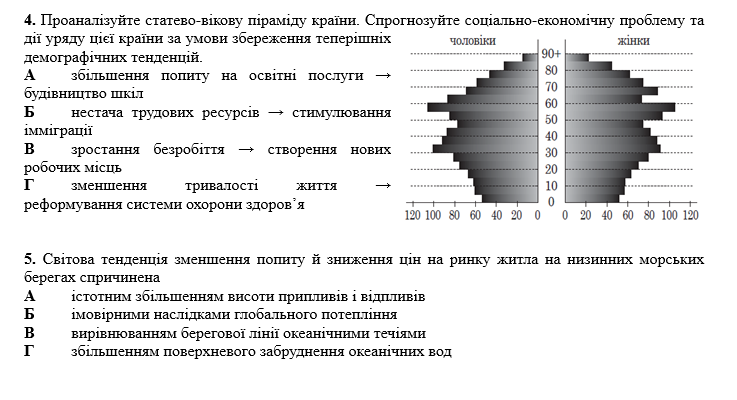 4. Проаналізуйте статево-вікову піраміду країни. Спрогнозуйте соціально-економічну проблему та
дії уряду цієї країни за умови збереження теперішніх
демографічних тенденцій.
А збільшення попиту на освітні послуги →
будівництво шкіл
Б нестача трудових ресурсів → стимулювання
імміграції
В зростання безробіття → створення нових
робочих місць
Г зменшення тривалості життя →
реформування системи охорони здоров’я
чоловіки жінки
90+
80
70
60
50
40
30
20
10
0
120 100 80 60 40 20 0 0 20 40 60 80 100 120
5. Світова тенденція зменшення попиту й зниження цін на ринку житла на низинних морських
берегах спричинена
А істотним збільшенням висоти припливів і відпливів
Б імовірними наслідками глобального потепління
В вирівнюванням берегової лінії океанічними течіями
Г збільшенням поверхневого забруднення океанічних вод